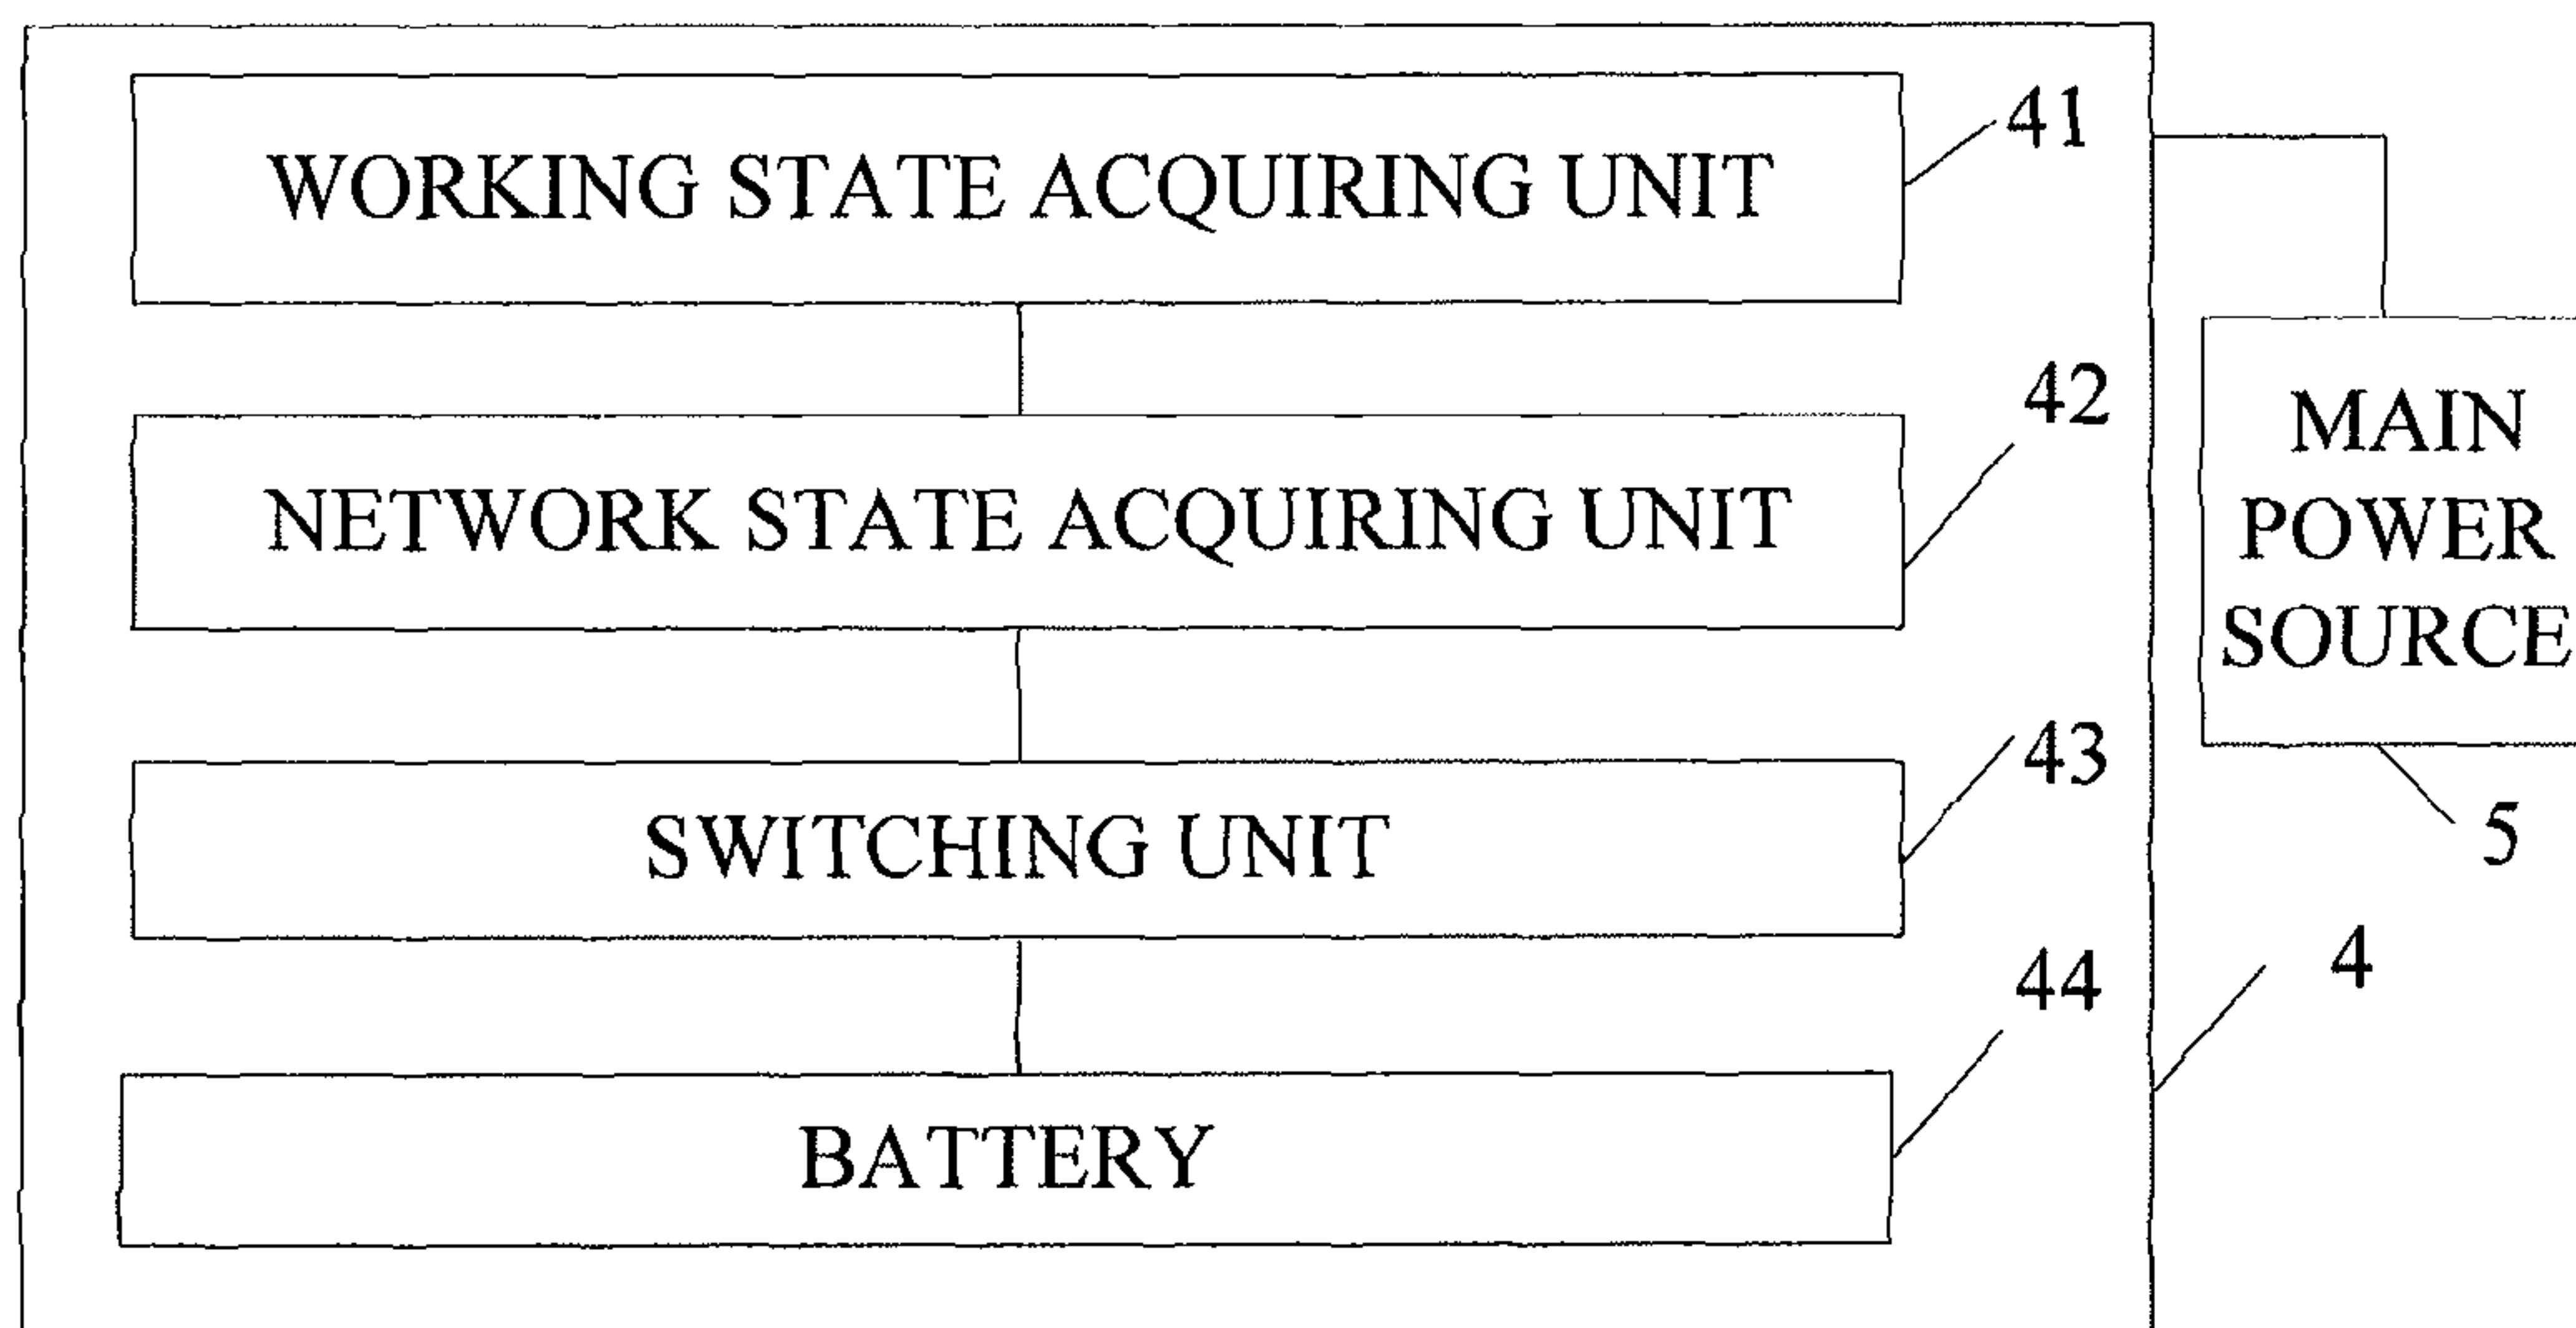 WORKING STATE ACQUIRING UNIT
41
NETWORK STATE ACQUIRING UNIT
42
MAIN
POWER
SOURCE
SWITCHING UNIT
43
5
4
BATTERY
44